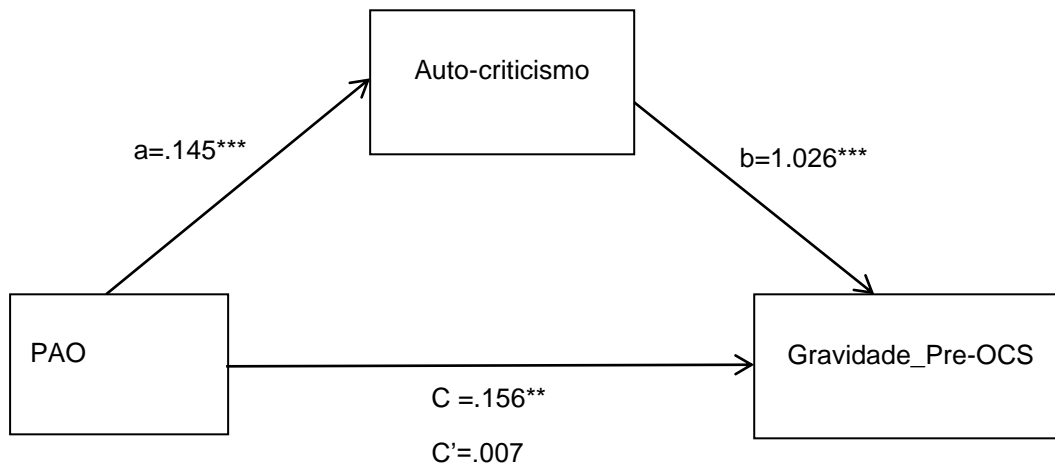 Auto-criticismo
a=.145***
b=1.026***
PAO
Gravidade_Pre-OCS
C =.156**
C’=.007